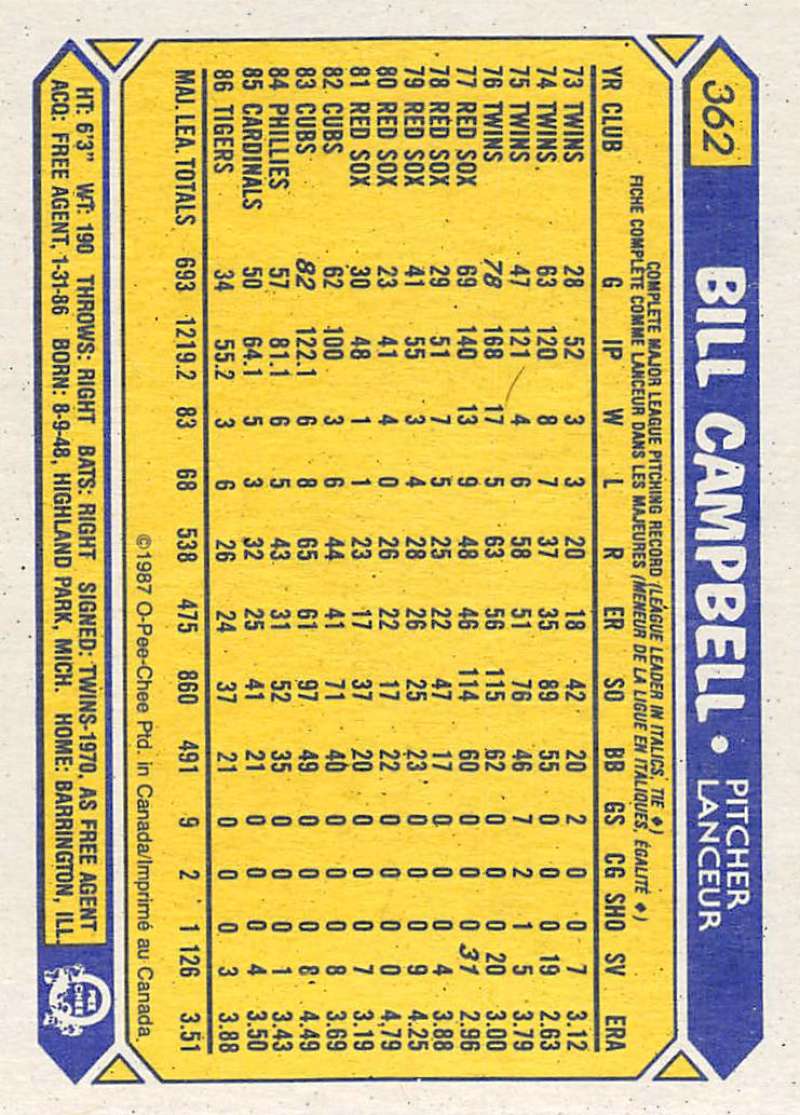 362
BILL CAMPBELL • PITCHER
LANCEUR
COMPLETE MAJOR LEAGUE PITCHING RECORD (LEAGUE LEADER IN ITALICS, TIE ♦)
FICHE COMPLÈTE COMME LANCEUR DANS LES MAJEURES (MENEUR DE LA LIGUE EN ITALIQUES, ÉGALITÉ ♦)
YR CLUB G IP W L R ER SO BB GS CG SHO SV ERA
73 TWINS 28 52 3 3 20 18 42 20 2 0 0 7 3.12
74 TWINS 63 120 8 7 37 35 89 55 0 0 0 19 2.63
75 TWINS 47 121 4 6 58 51 76 46 7 2 1 5 3.79
76 TWINS 78 168 17 5 63 56 115 62 0 0 0 20 3.00
77 RED SOX 69 140 13 9 48 46 114 60 0 0 0 31 2.96
78 RED SOX 29 51 7 5 25 22 47 17 0 0 0 4 3.88
79 RED SOX 41 55 3 4 28 26 25 23 0 0 0 9 4.25
80 RED SOX 23 41 4 0 26 22 17 22 0 0 0 0 4.79
81 RED SOX 30 48 1 1 23 17 37 20 0 0 0 7 3.19
82 CUBS 62 100 3 6 44 41 71 40 0 0 0 8 3.69
83 CUBS 82 122.1 6 8 65 61 97 49 0 0 0 8 4.49
84 PHILLIES 57 81.1 6 5 43 31 52 35 0 0 0 1 3.43
85 CARDINALS 50 64.1 5 3 32 25 41 21 0 0 0 4 3.50
86 TIGERS 34 55.2 3 6 26 24 37 21 0 0 0 3 3.88
MAJ. LEA. TOTALS 693 1219.2 83 68 538 475 860 491 9 2 1 126 3.51
©1987 O-Pee-Chee Ptd. in Canada/Imprimé au Canada
HT: 6'3" WT: 190 THROWS: RIGHT BATS: RIGHT SIGNED: TWINS-1970, AS FREE AGENT
ACQ: FREE AGENT, 1-31-86 BORN: 8-9-48, HIGHLAND PARK, MICH. HOME: BARRINGTON, ILL.
O
PEE
CHEE